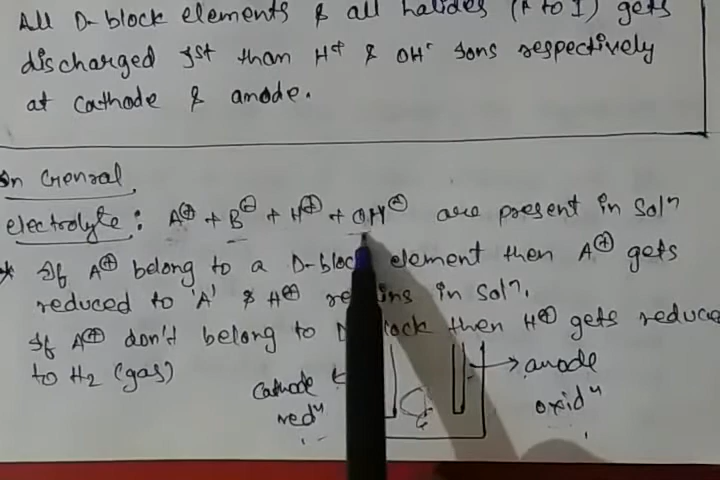 All D-block elements & all halides (F to I) gets
discharged 1st than H⊕ & OH⁻ ions respectively
at cathode & anode.
In General
electrolyte : A⊕ + B⊖ + H⊕ + OH⊖ are present in Solⁿ
* If A⊕ belong to a D-block element then A⊕ gets
reduced to 'A' & H⊕ remains in solⁿ.
If A⊕ don't belong to D block then H⊕ gets reduce
to H2 (gas)
Cathode
redⁿ
anode
oxidⁿ